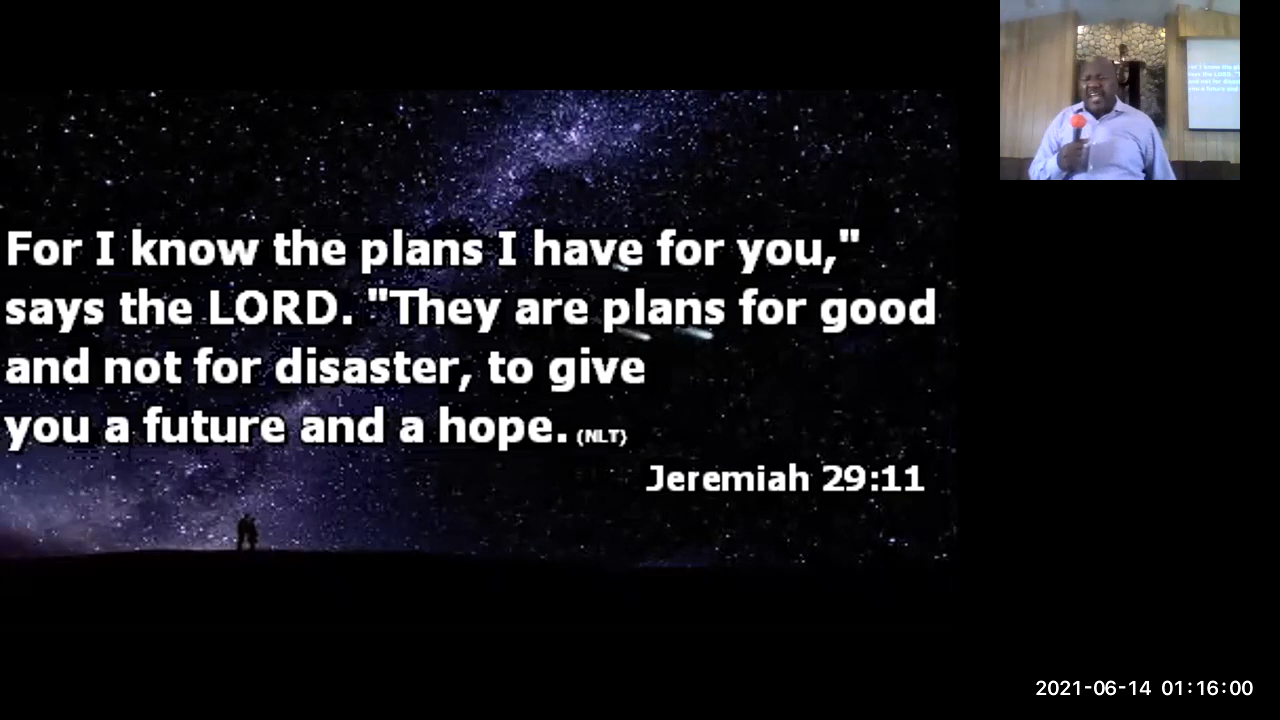 For I know the plans I have for you,"
says the LORD. "They are plans for good
and not for disaster, to give
you a future and a hope. (NLT)
Jeremiah 29:11
2021-06-14 01:16:00